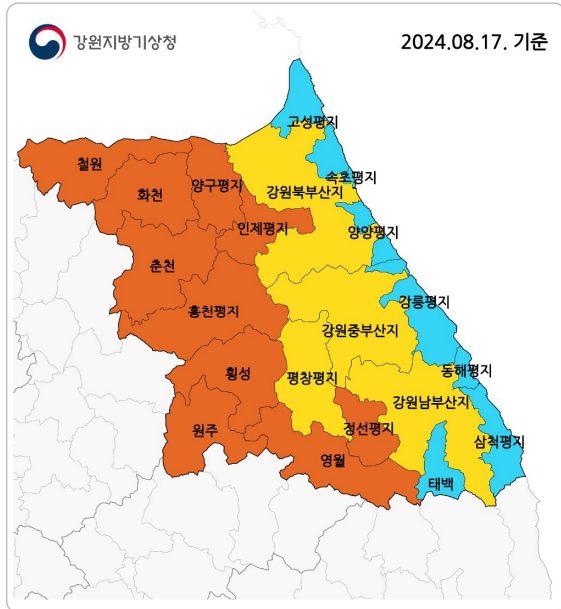 강원지방기상청
2024.08.17. 기준
고성평지
철원
양구평지
속초평지
화천
강원북부산지
인제평지
양양평지
춘천
강릉평지
홍천평지
강원중부산지
동해평지
횡성
평창평지
강원남부산지
원주
정선평지
삼척평지
영월
태백